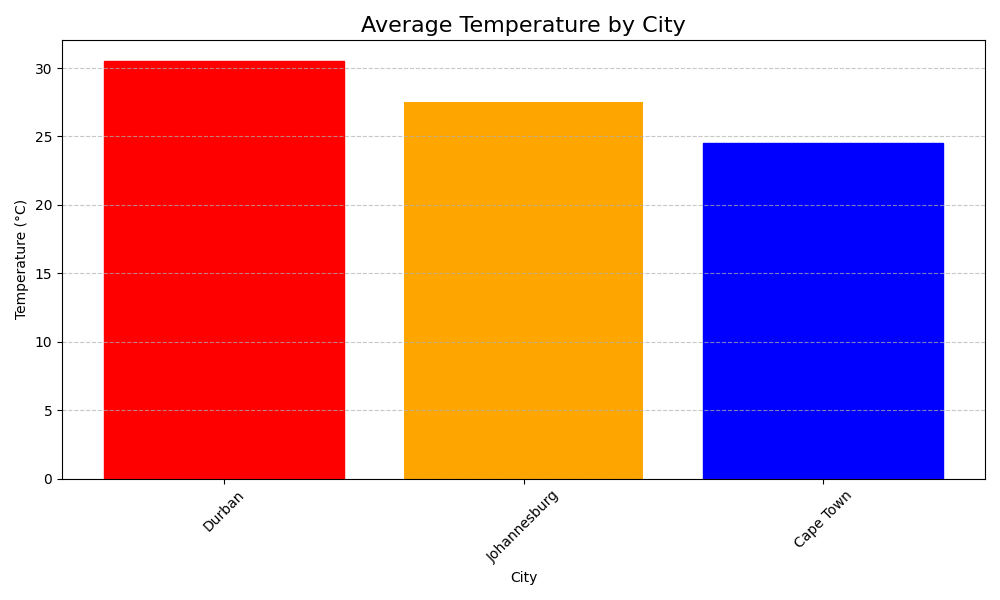 Average Temperature by City
Temperature (°C)
30
25
20
15
10
5
0
Durban
Johannesburg
Cape Town
City